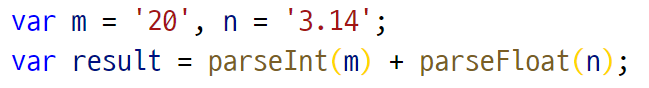 var m = '20', n = '3.14';
var result = parseInt(m) + parseFloat(n);